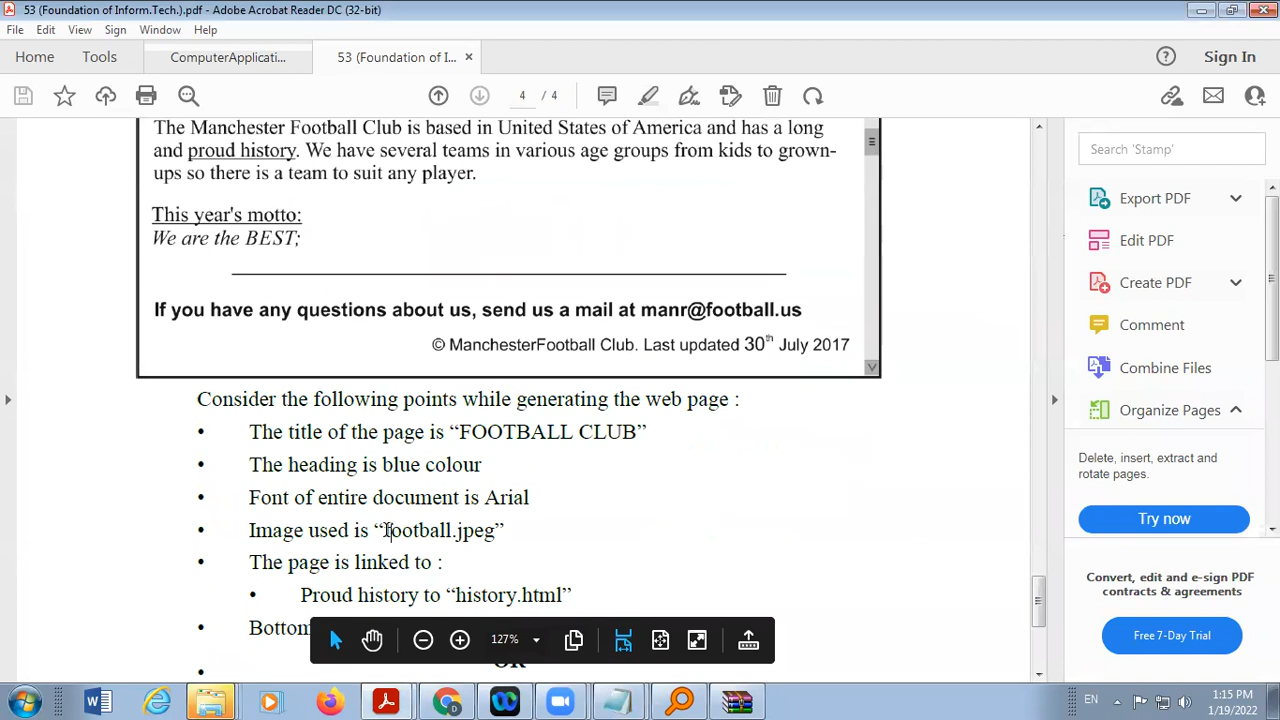 53 (Foundation of Inform.Tech.).pdf - Adobe Acrobat Reader DC (32-bit)
File Edit View Sign Window Help
Home Tools ComputerApplicati... 53 (Foundation of I... × Sign In
4 / 4
The Manchester Football Club is based in United States of America and has a long
and proud history. We have several teams in various age groups from kids to grown-
ups so there is a team to suit any player.
This year's motto:
We are the BEST;
If you have any questions about us, send us a mail at manr@football.us
© ManchesterFootball Club. Last updated 30th July 2017
Consider the following points while generating the web page :
• The title of the page is “FOOTBALL CLUB”
• The heading is blue colour
• Font of entire document is Arial
• Image used is “football.jpeg”
• The page is linked to :
• Proud history to “history.html”
• Bottom
127%
OR
Search 'Stamp'
Export PDF
Edit PDF
Create PDF
Comment
Combine Files
Organize Pages
Delete, insert, extract and
rotate pages.
Try now
Convert, edit and e-sign PDF
contracts & agreements
Free 7-Day Trial
EN
1:15 PM
1/19/2022